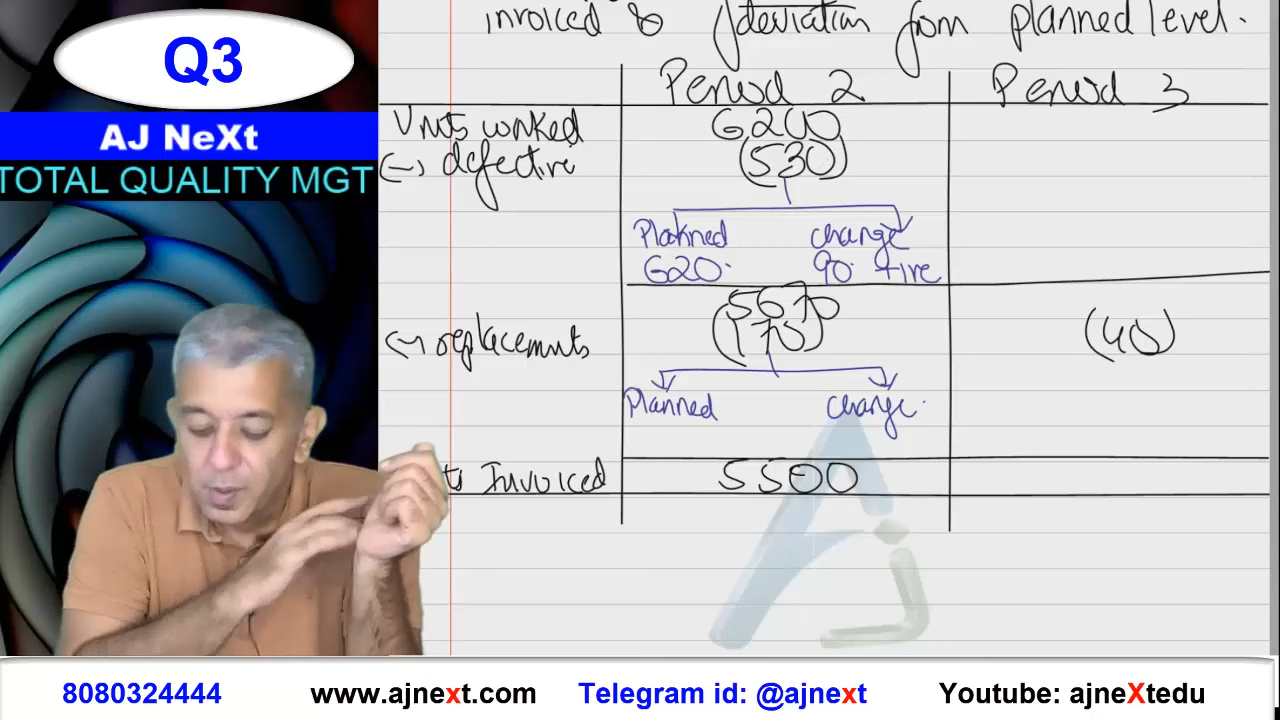 Q3
AJ NeXt
TOTAL QUALITY MGT
invoiced & deviation from planned level.
Period 2 Period 3
Units worked 6200
(-) defective (530)
Planned change
620. 90. +ive
5670
(-) replacements (170) (40)
Planned change.
Invoiced 5500
8080324444 www.ajnext.com Telegram id: @ajnext Youtube: ajneXtedu